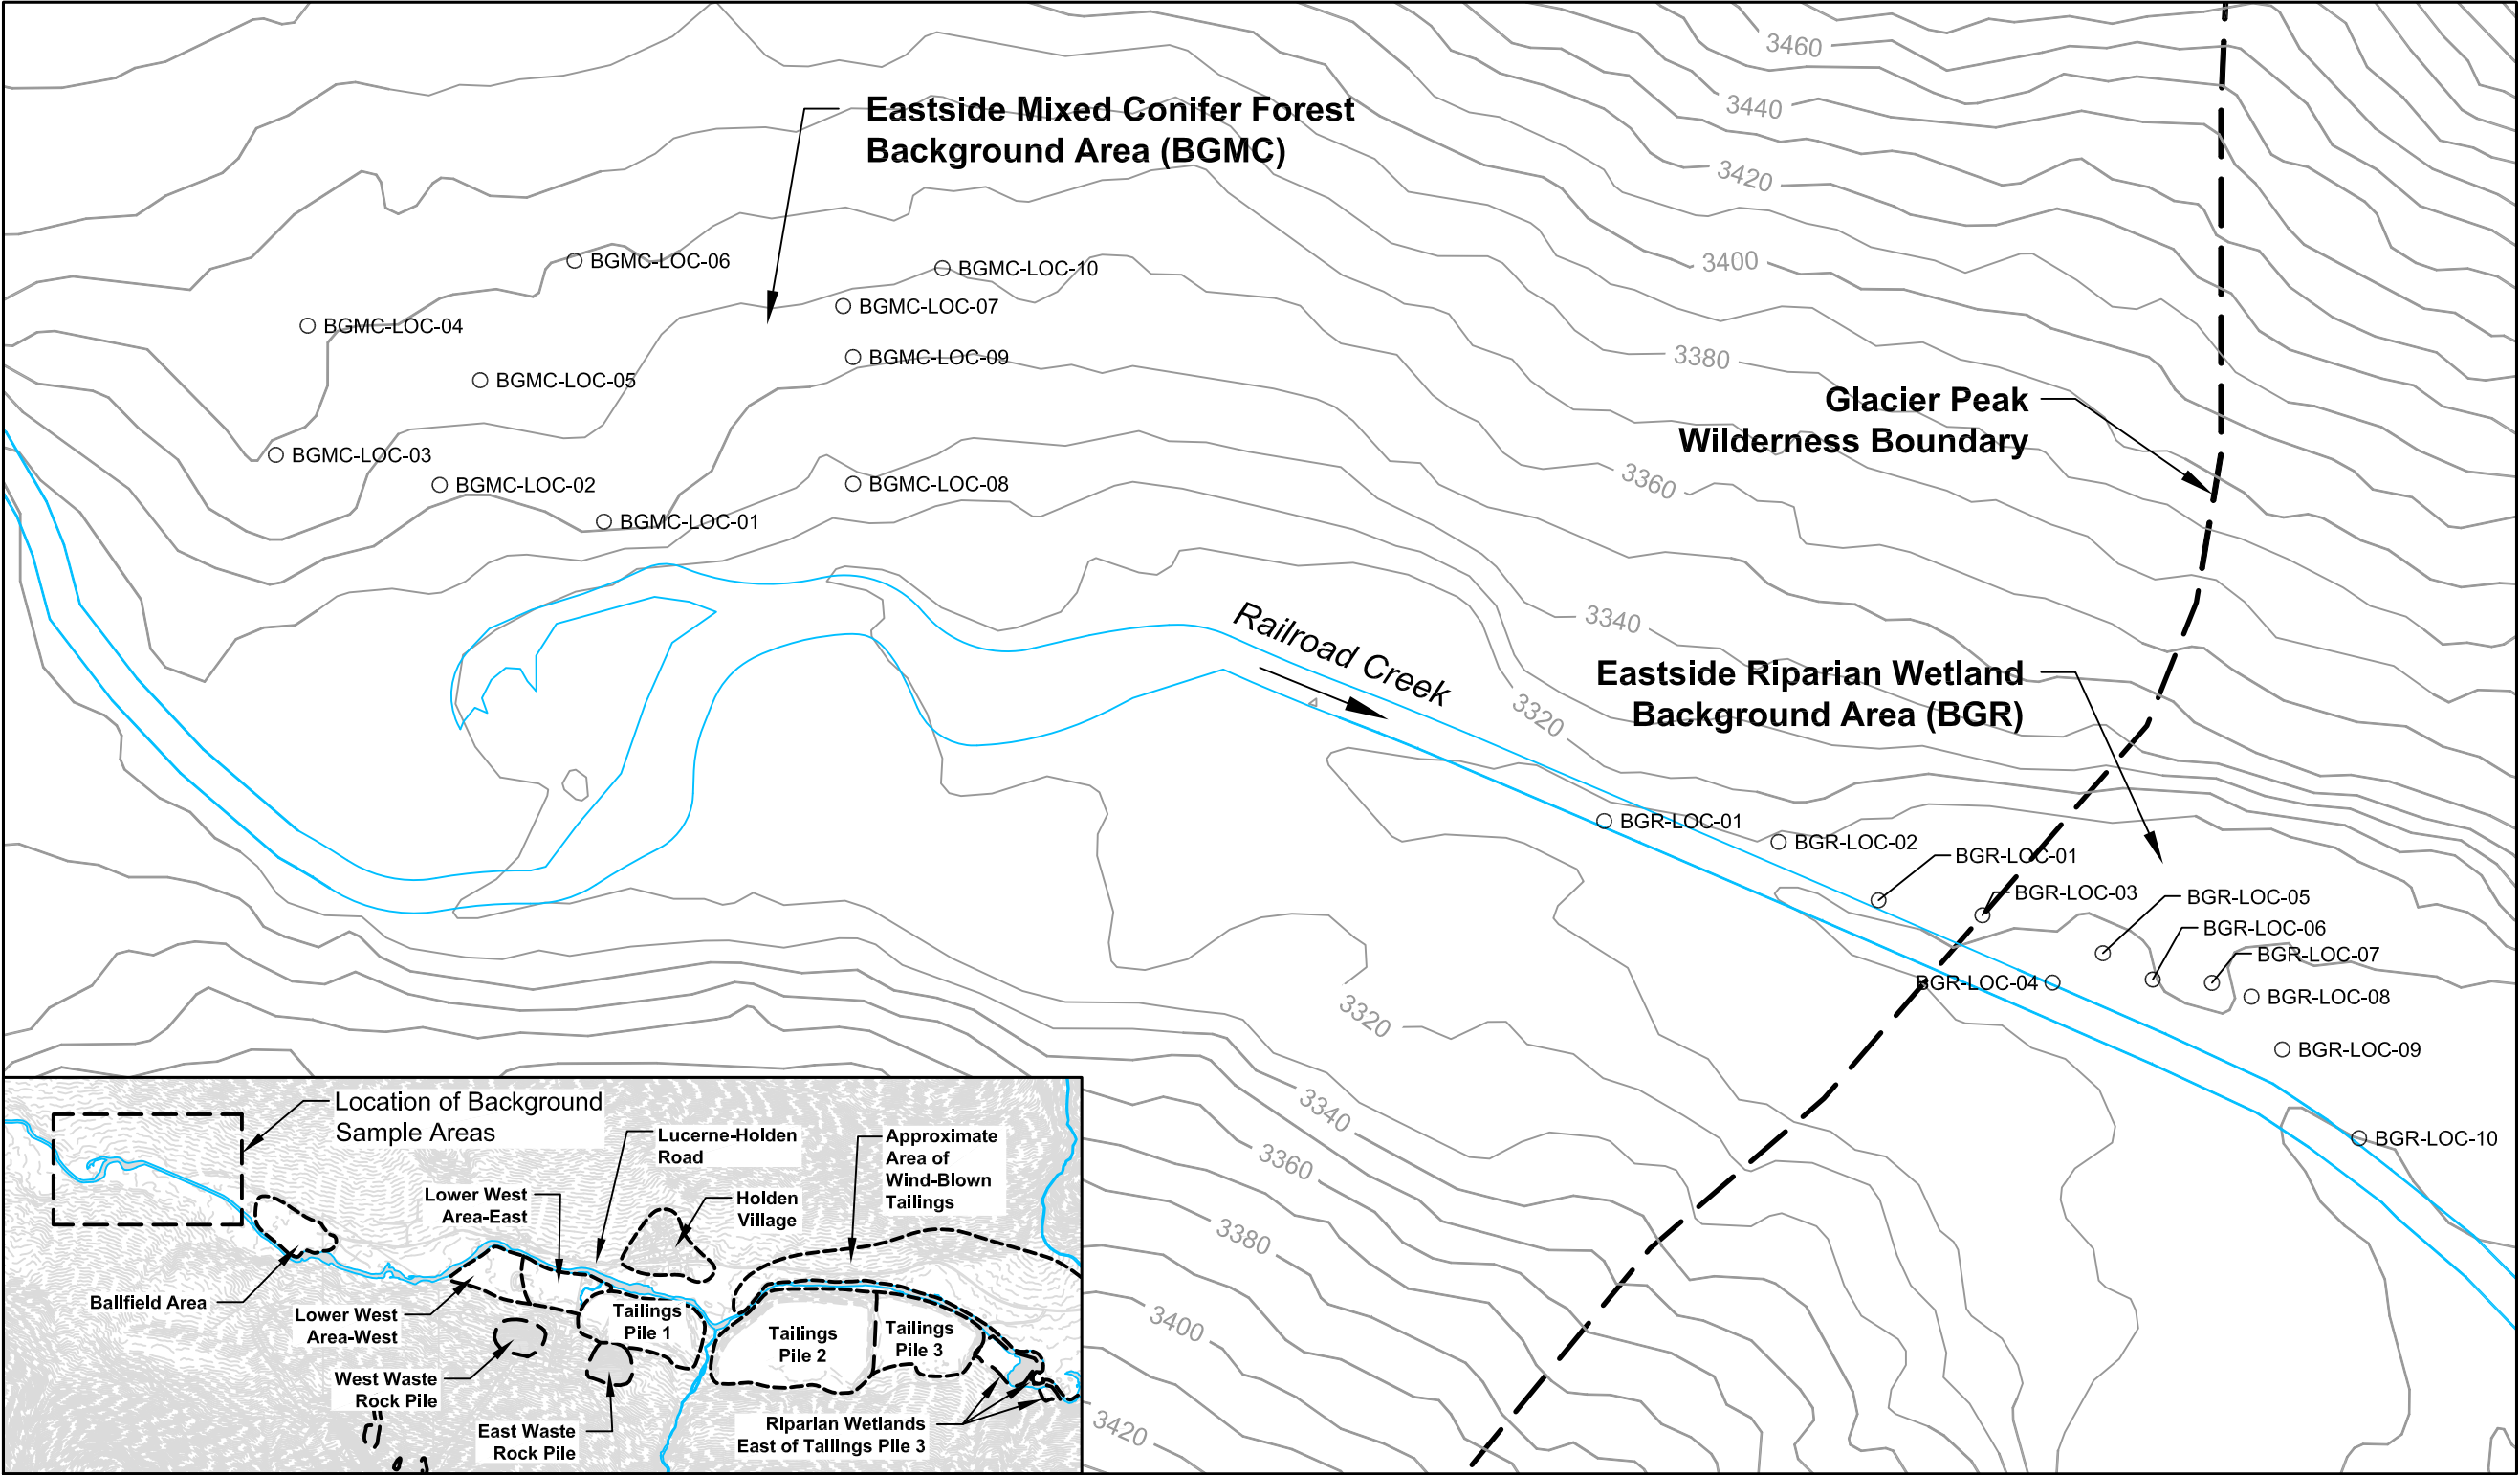 3460
3440
3420
3400
3380
3360
3340
3320
Eastside Mixed Conifer Forest
Background Area (BGMC)
BGMC-LOC-06
BGMC-LOC-10
BGMC-LOC-07
BGMC-LOC-04
BGMC-LOC-09
BGMC-LOC-05
BGMC-LOC-03
BGMC-LOC-02
BGMC-LOC-08
BGMC-LOC-01
Glacier Peak
Wilderness Boundary
Railroad Creek
Eastside Riparian Wetland
Background Area (BGR)
BGR-LOC-01
BGR-LOC-02
BGR-LOC-01
BGR-LOC-03
BGR-LOC-05
BGR-LOC-06
BGR-LOC-07
BGR-LOC-04
BGR-LOC-08
BGR-LOC-09
BGR-LOC-10
3320
3340
3360
3380
3400
3420
Location of Background
Sample Areas
Lucerne-Holden
Road
Approximate
Area of
Wind-Blown
Tailings
Lower West
Area-East
Holden
Village
Ballfield Area
Lower West
Area-West
Tailings
Pile 1
Tailings
Pile 2
Tailings
Pile 3
West Waste
Rock Pile
East Waste
Rock Pile
Riparian Wetlands
East of Tailings Pile 3